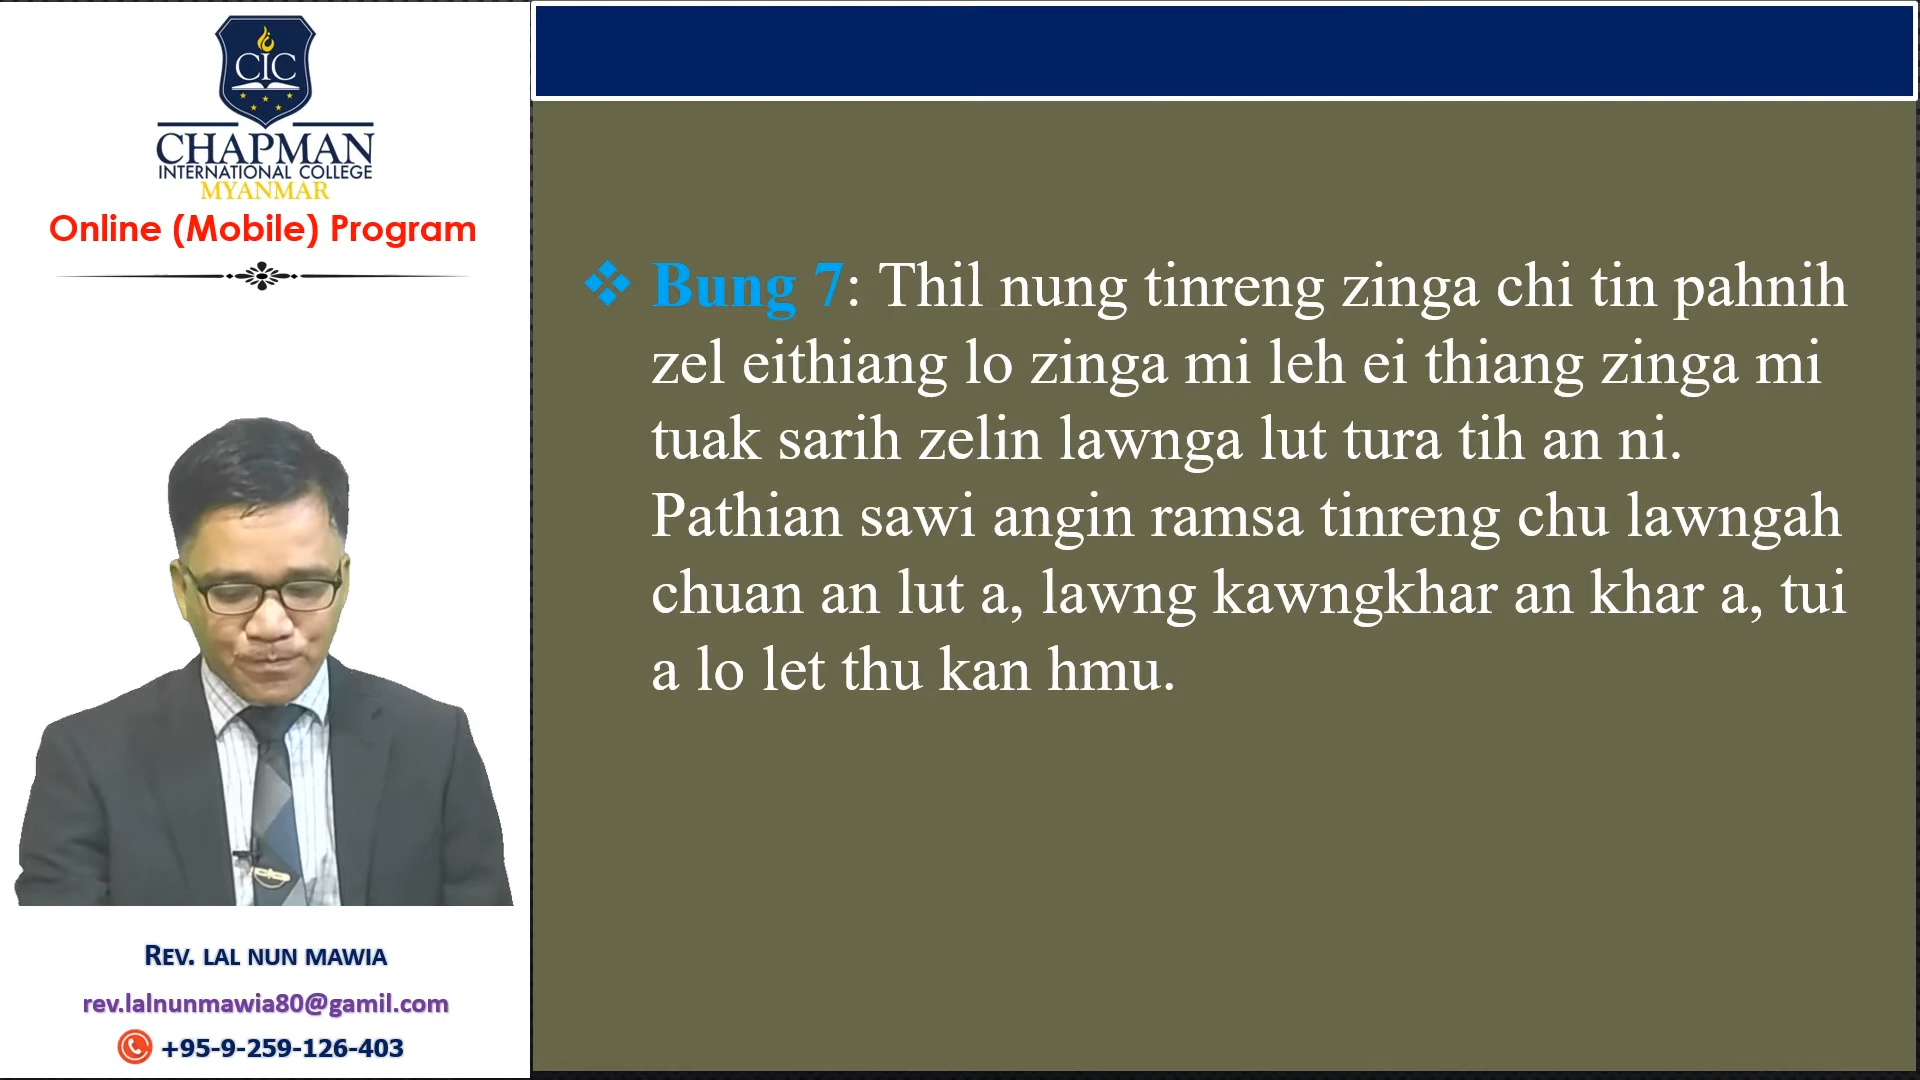 CIC
CHAPMAN
INTERNATIONAL COLLEGE
MYANMAR
Online (Mobile) Program
REV. LAL NUN MAWIA
rev.lalnunmawia80@gamil.com
+95-9-259-126-403
❖ Bung 7: Thil nung tinreng zinga chi tin pahnih
zel eithiang lo zinga mi leh ei thiang zinga mi
tuak sarih zelin lawnga lut tura tih an ni.
Pathian sawi angin ramsa tinreng chu lawngah
chuan an lut a, lawng kawngkhar an khar a, tui
a lo let thu kan hmu.